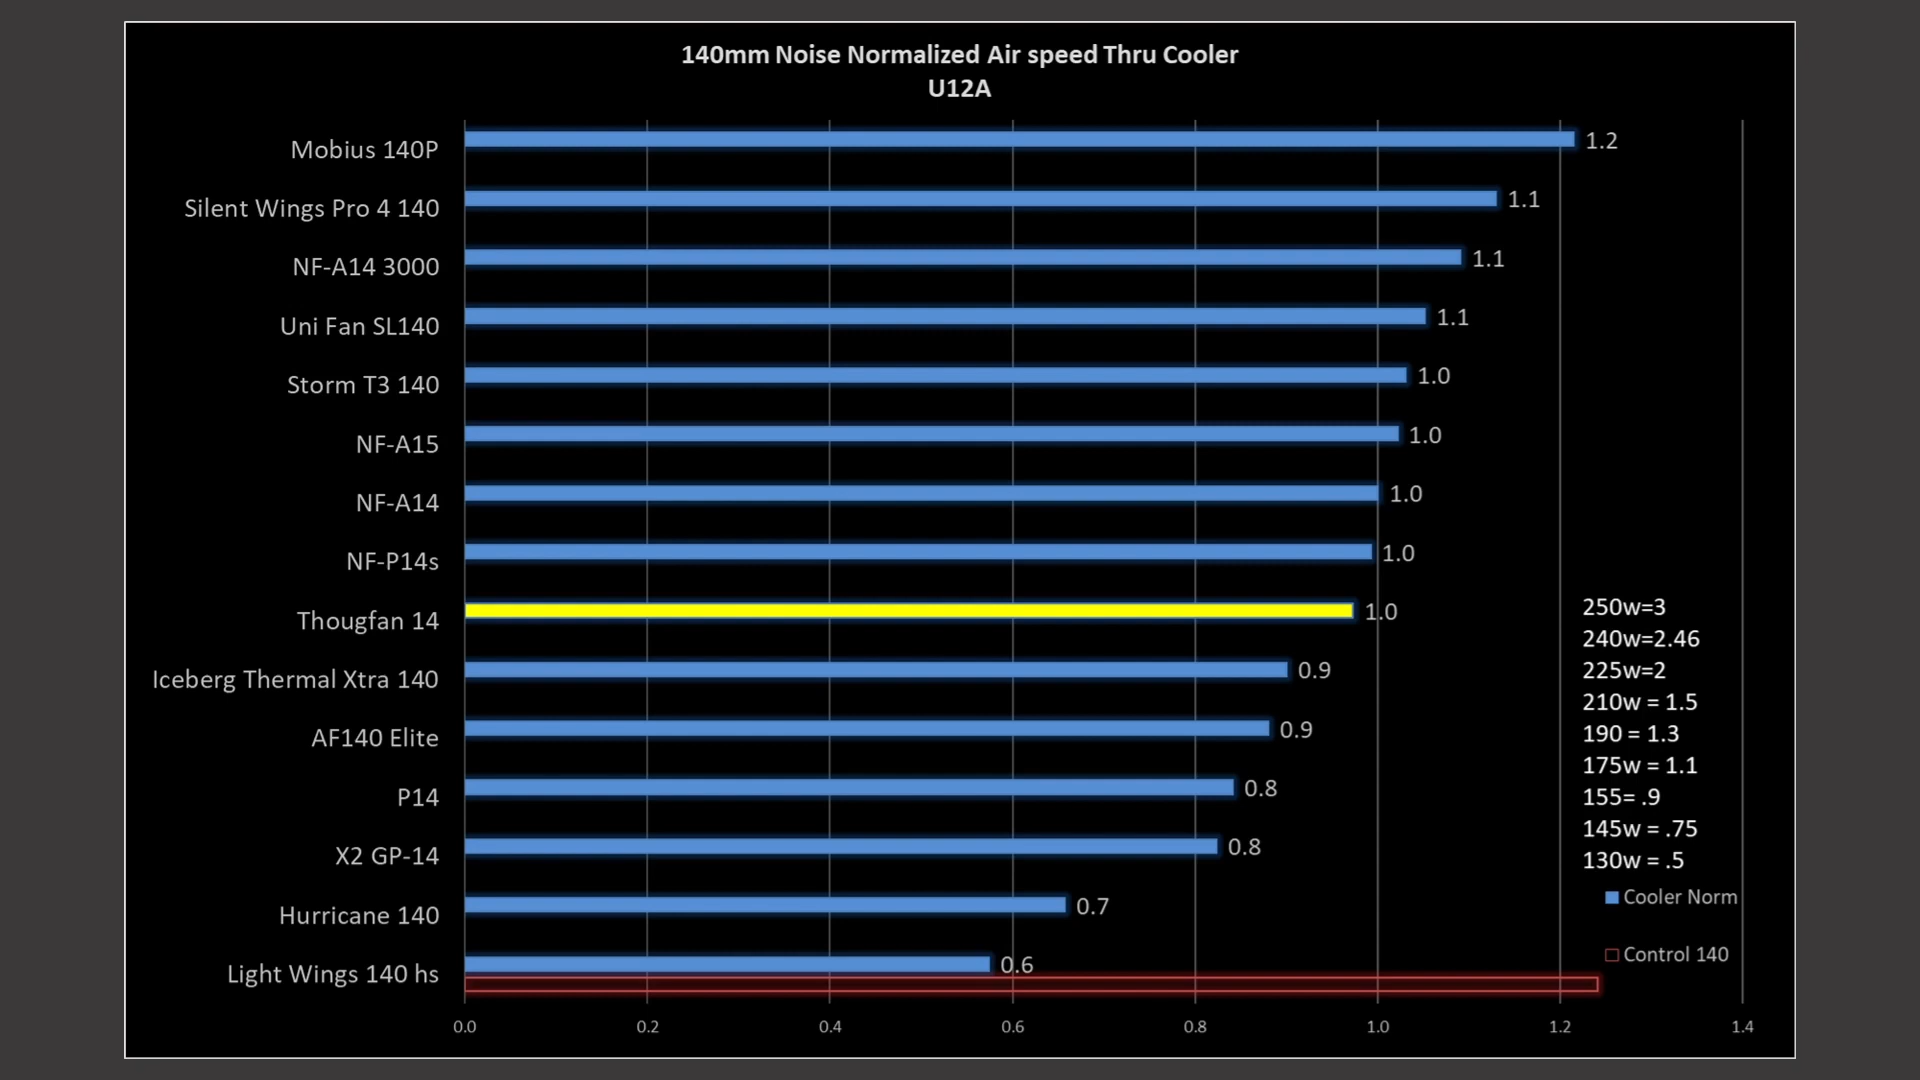 140mm Noise Normalized Air speed Thru Cooler
U12A
Mobius 140P 1.2
Silent Wings Pro 4 140 1.1
NF-A14 3000 1.1
Uni Fan SL140 1.1
Storm T3 140 1.0
NF-A15 1.0
NF-A14 1.0
NF-P14s 1.0
Thougfan 14 1.0
Iceberg Thermal Xtra 140 0.9
AF140 Elite 0.9
P14 0.8
X2 GP-14 0.8
Hurricane 140 0.7
Light Wings 140 hs 0.6
250w=3
240w=2.46
225w=2
210w = 1.5
190 = 1.3
175w = 1.1
155= .9
145w = .75
130w = .5
Cooler Norm
Control 140
0.0 0.2 0.4 0.6 0.8 1.0 1.2 1.4